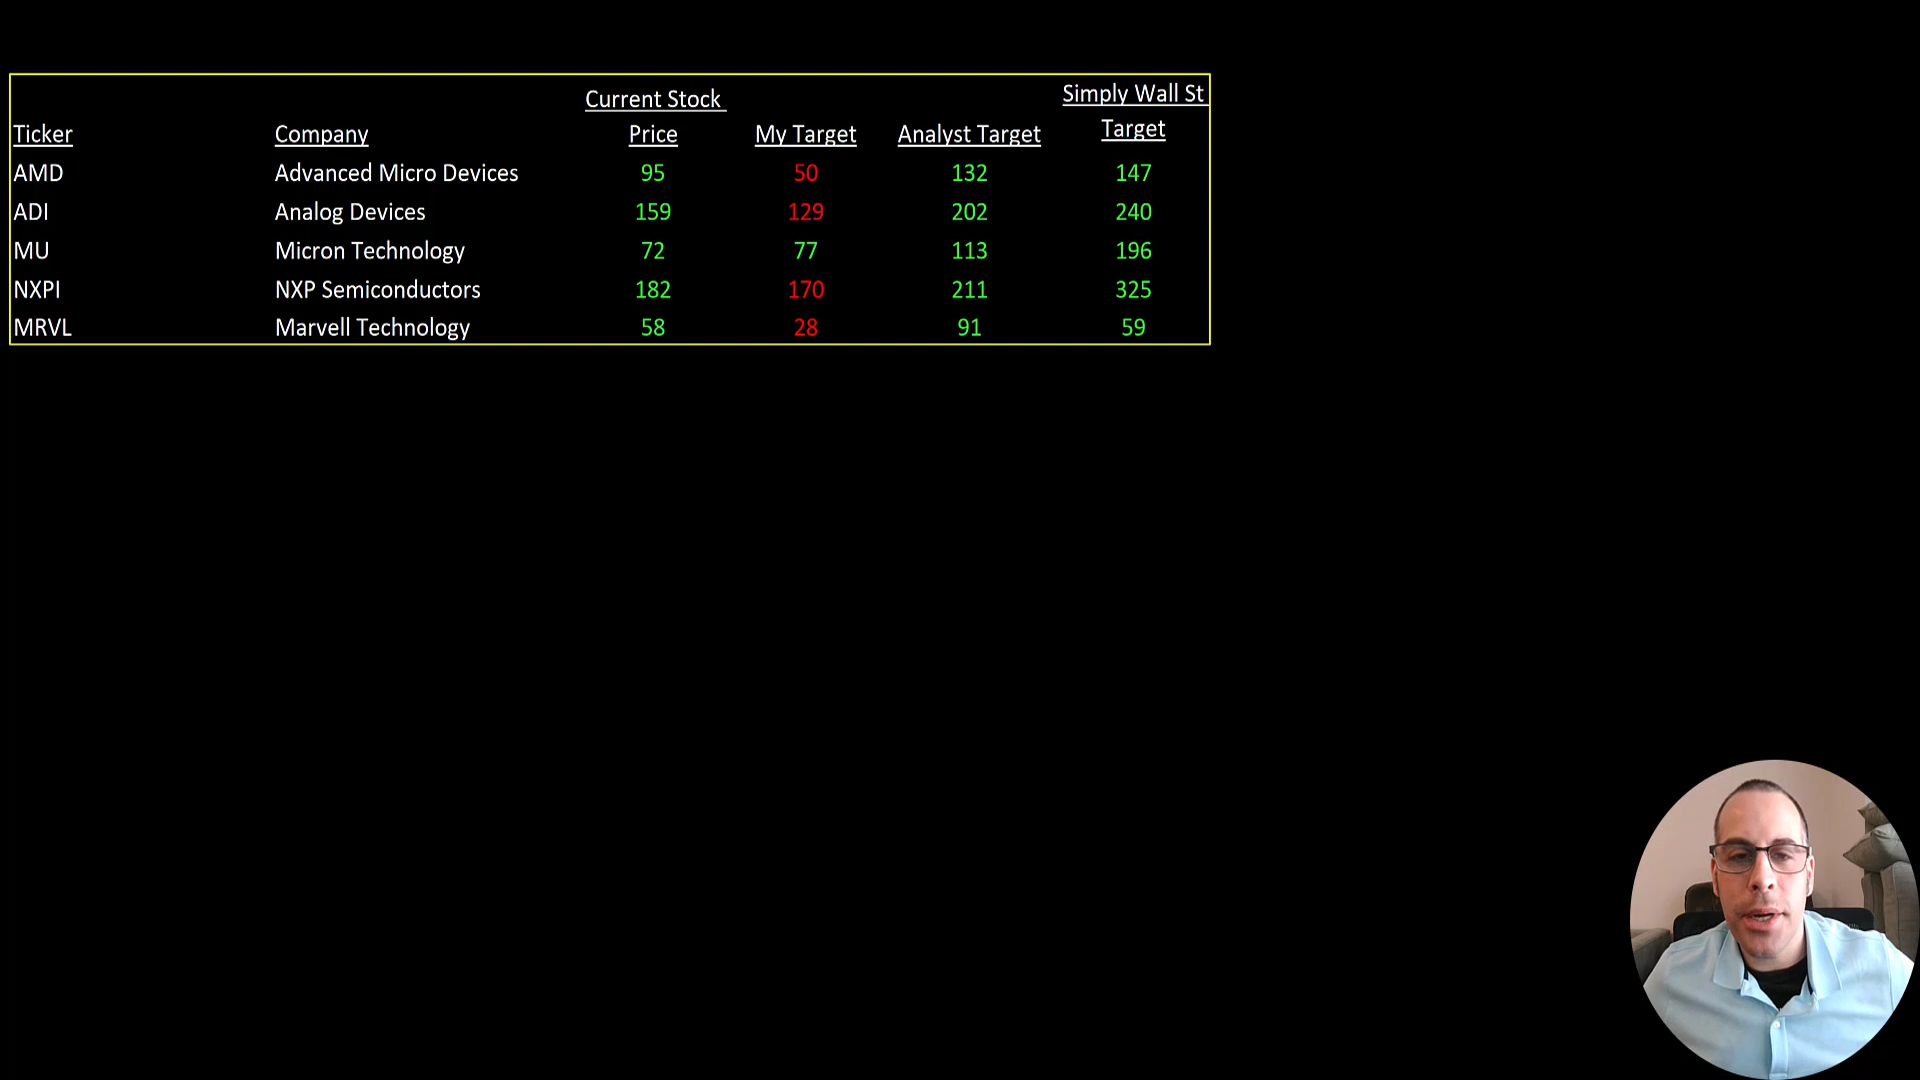 Ticker Company Current Stock Price My Target Analyst Target Simply Wall St Target
AMD Advanced Micro Devices 95 50 132 147
ADI Analog Devices 159 129 202 240
MU Micron Technology 72 77 113 196
NXPI NXP Semiconductors 182 170 211 325
MRVL Marvell Technology 58 28 91 59